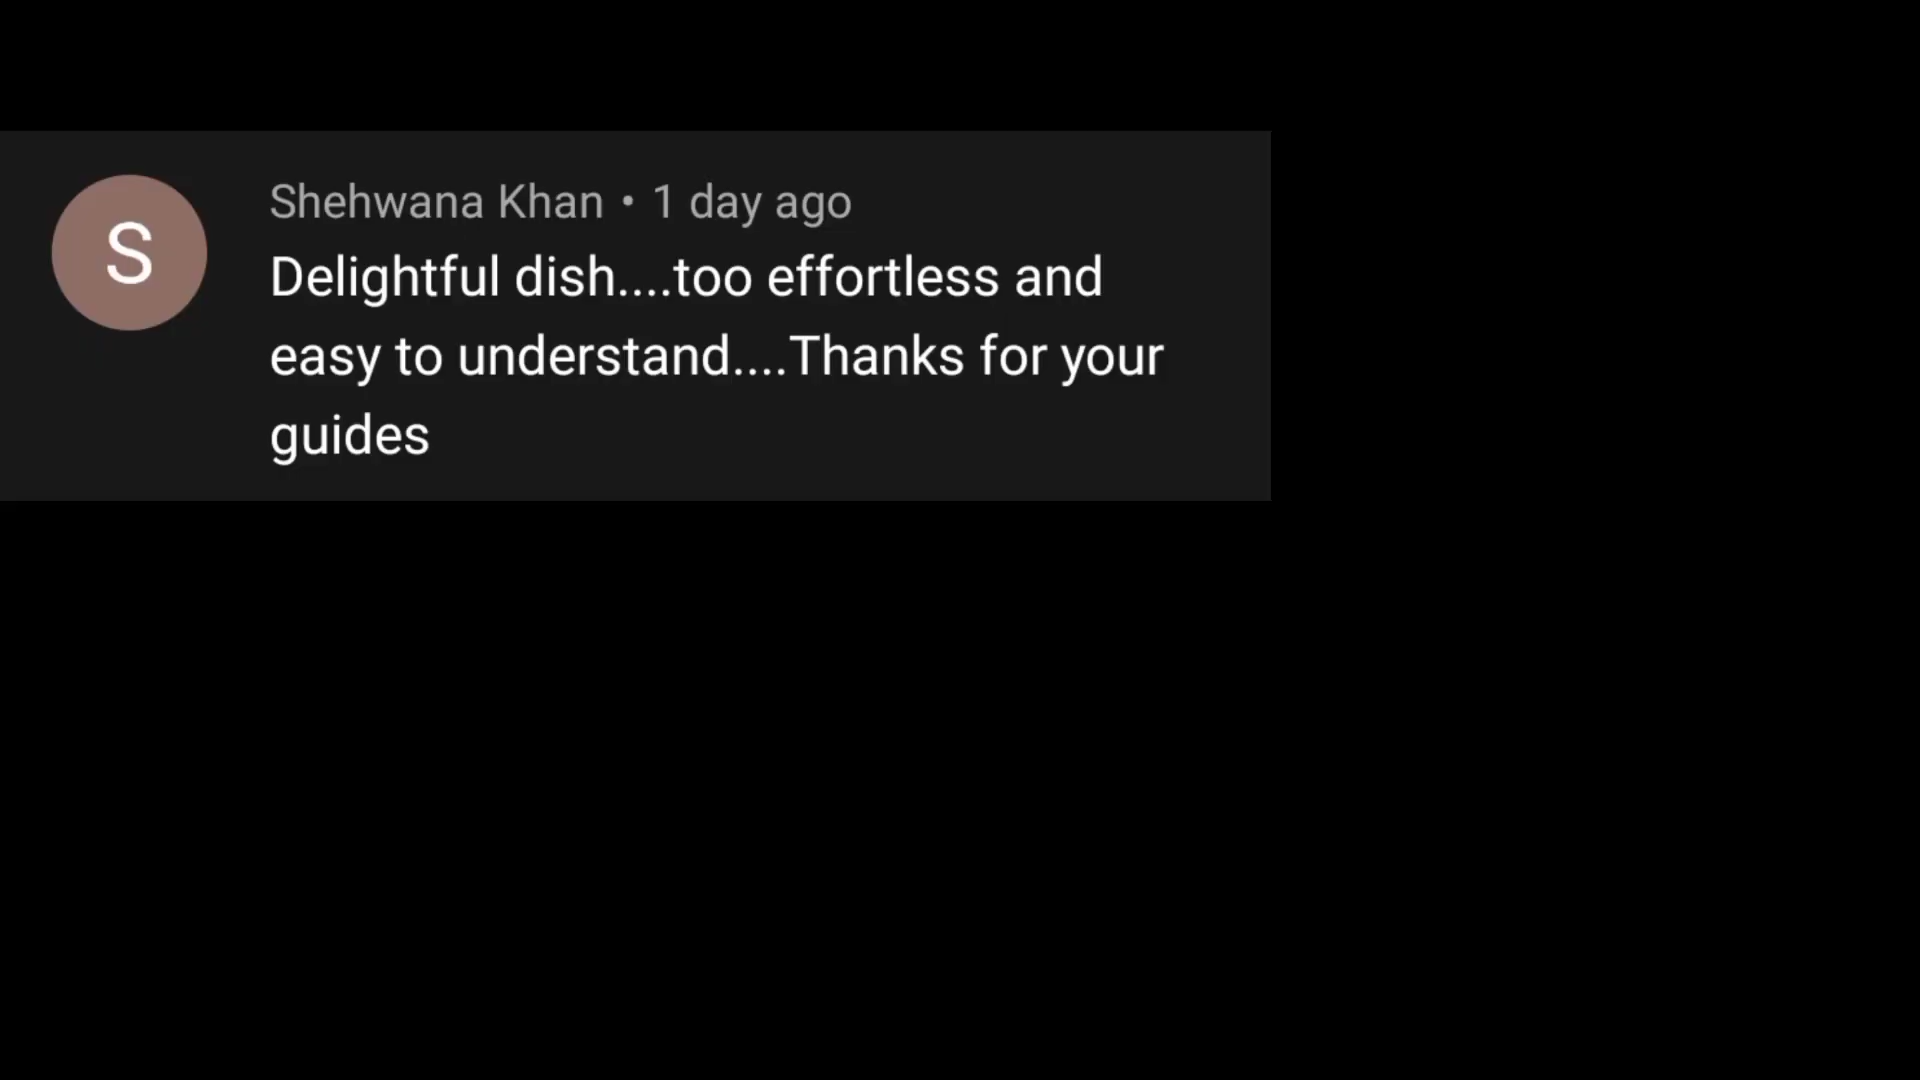 S
Shehwana Khan • 1 day ago
Delightful dish....too effortless and
easy to understand....Thanks for your
guides